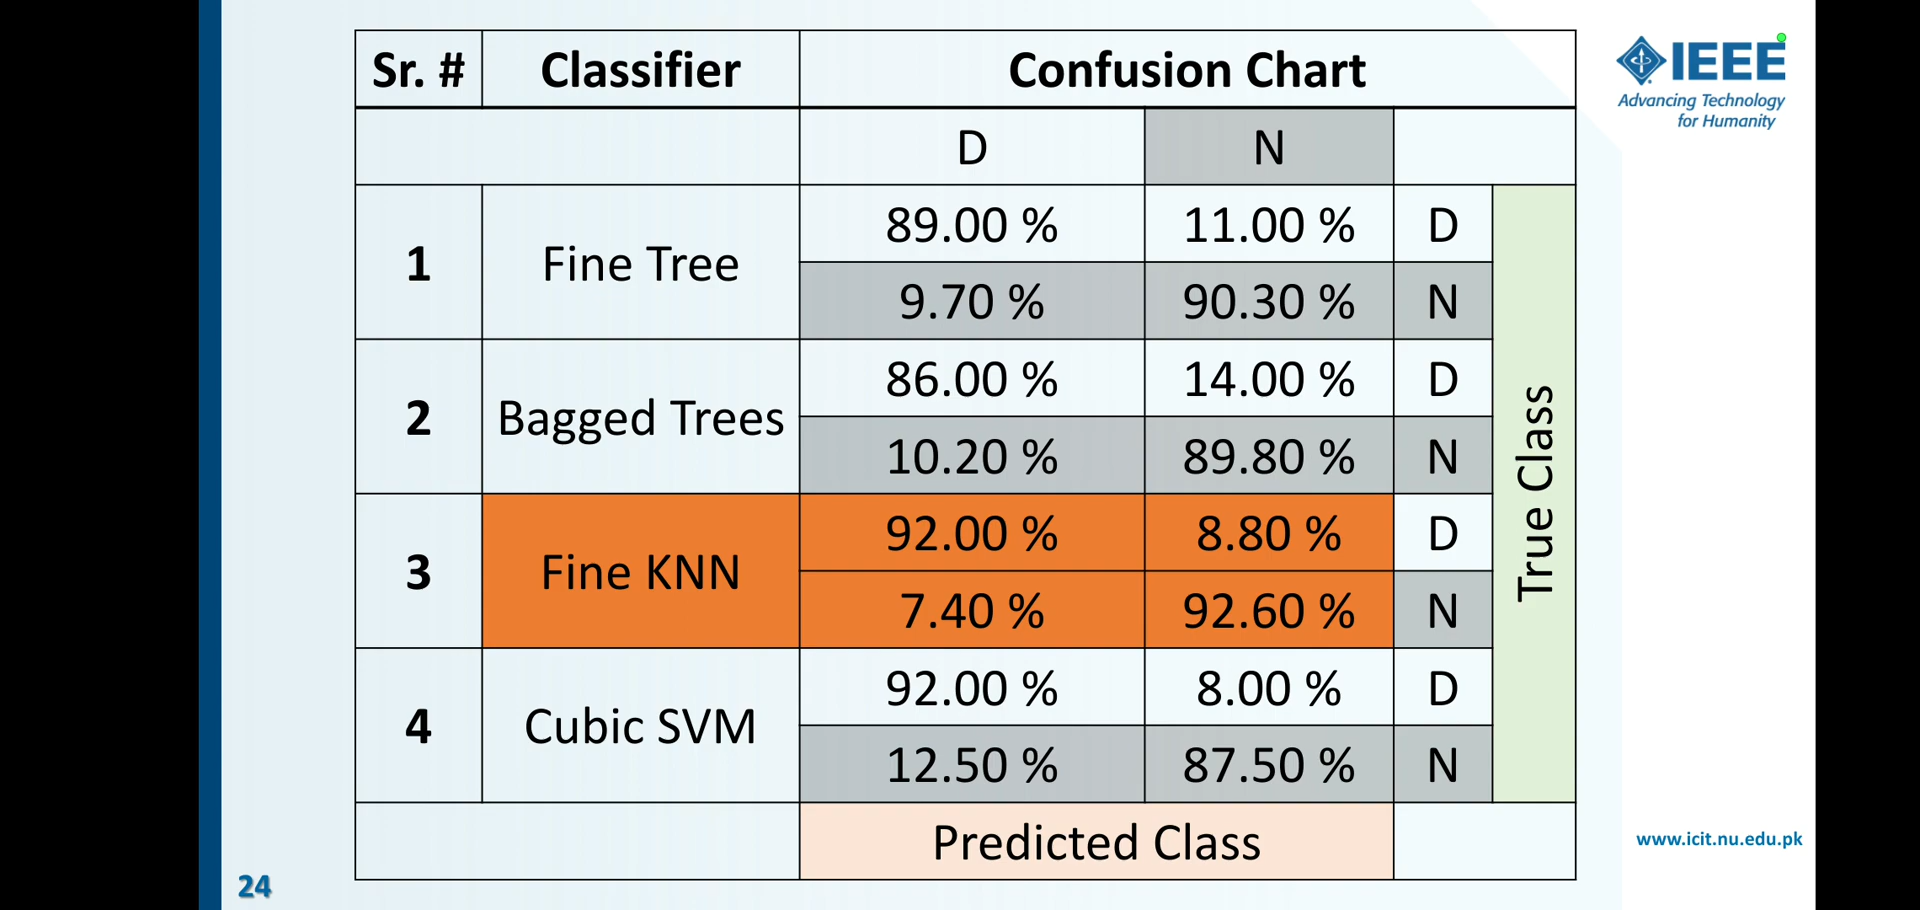 Sr. # Classifier Confusion Chart
D N
1 Fine Tree 89.00 % 11.00 % D
9.70 % 90.30 % N
2 Bagged Trees 86.00 % 14.00 % D
10.20 % 89.80 % N
3 Fine KNN 92.00 % 8.80 % D
7.40 % 92.60 % N
4 Cubic SVM 92.00 % 8.00 % D
12.50 % 87.50 % N
True Class
Predicted Class
IEEE
Advancing Technology
for Humanity
www.icit.nu.edu.pk
24